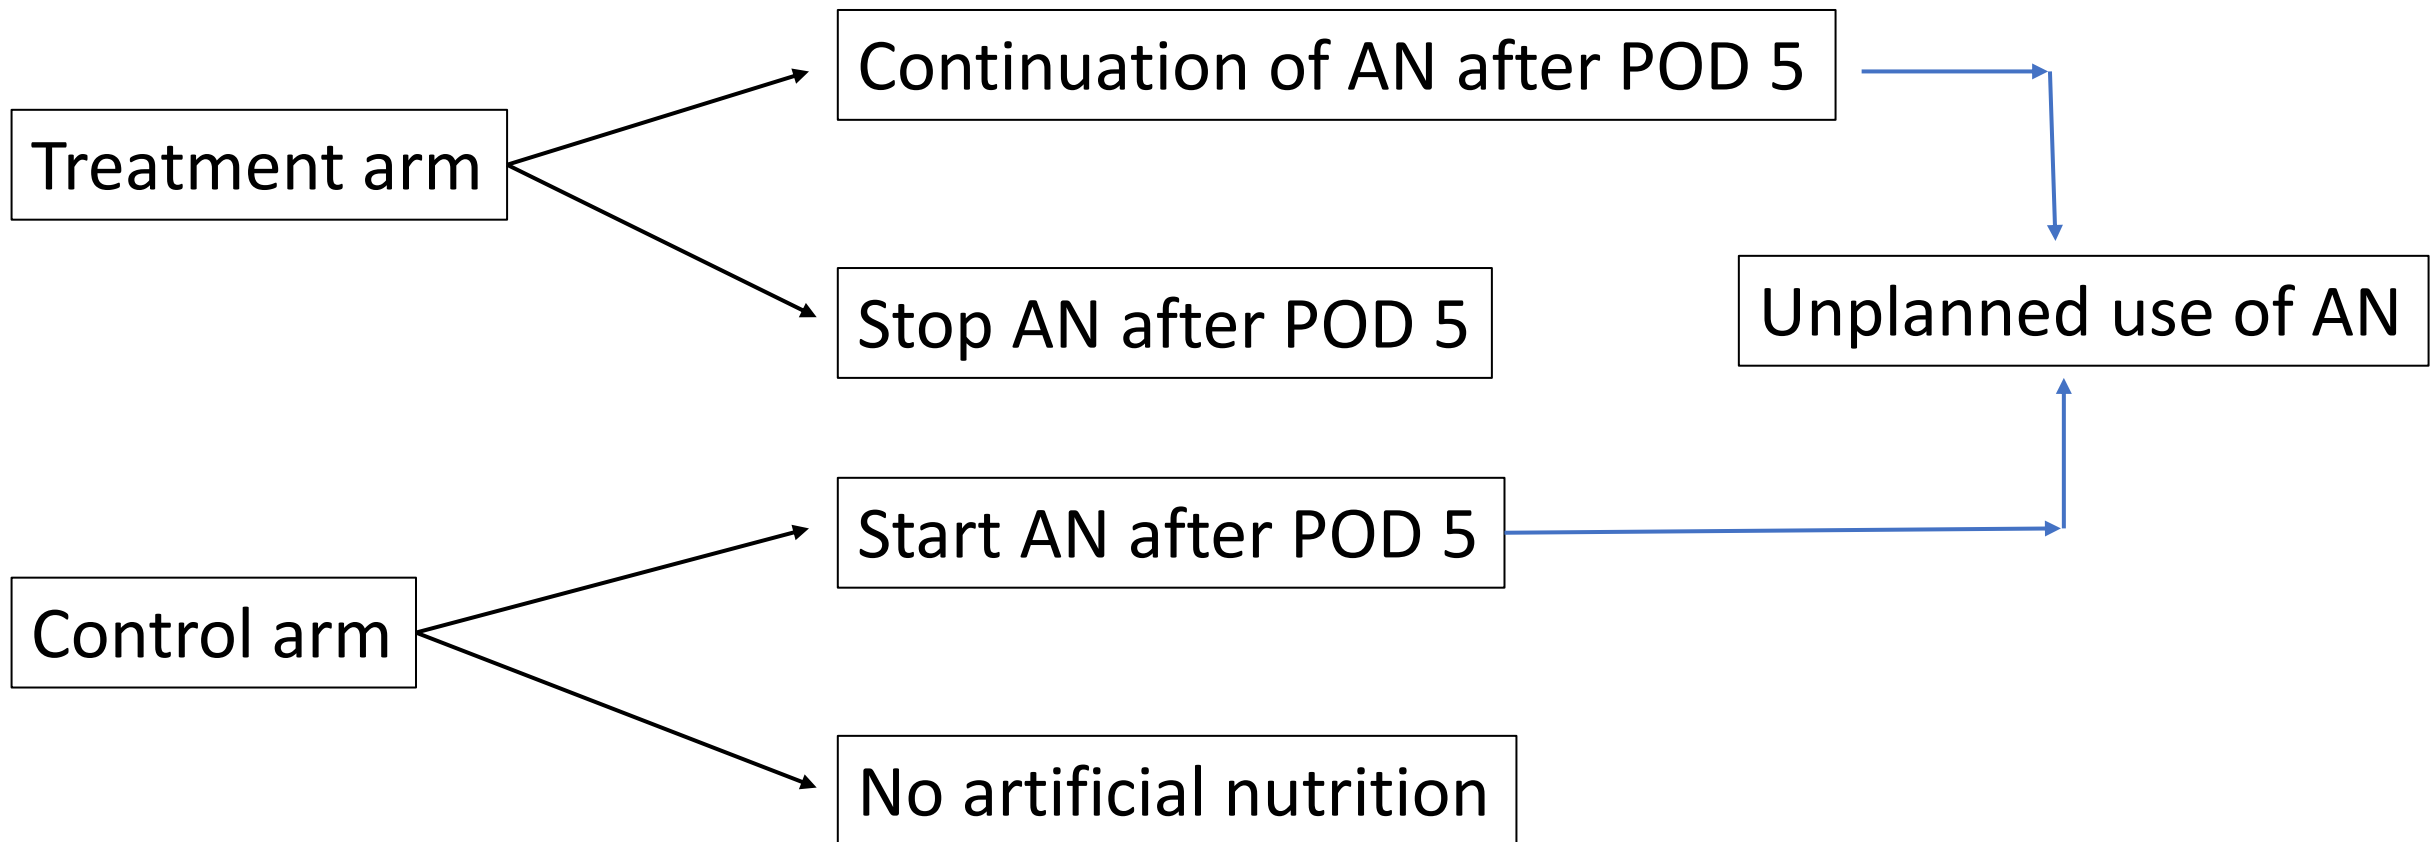 Continuation of AN after POD 5
Treatment arm
Stop AN after POD 5
Unplanned use of AN
Start AN after POD 5
Control arm
No artificial nutrition